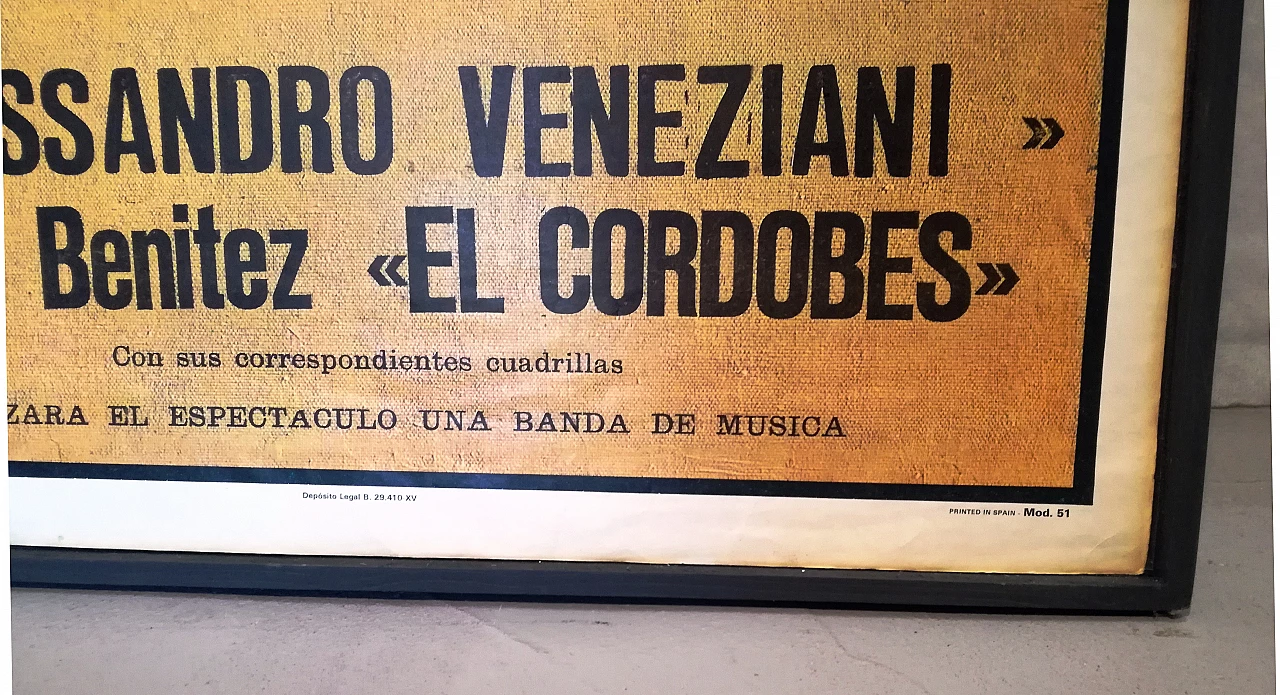 SSANDRO VENEZIANI »
Benitez «EL CORDOBES»
Con sus correspondientes cuadrillas
ZARA EL ESPECTACULO UNA BANDA DE MUSICA
Depósito Legal B. 29.410 XV
PRINTED IN SPAIN - Mod. 51